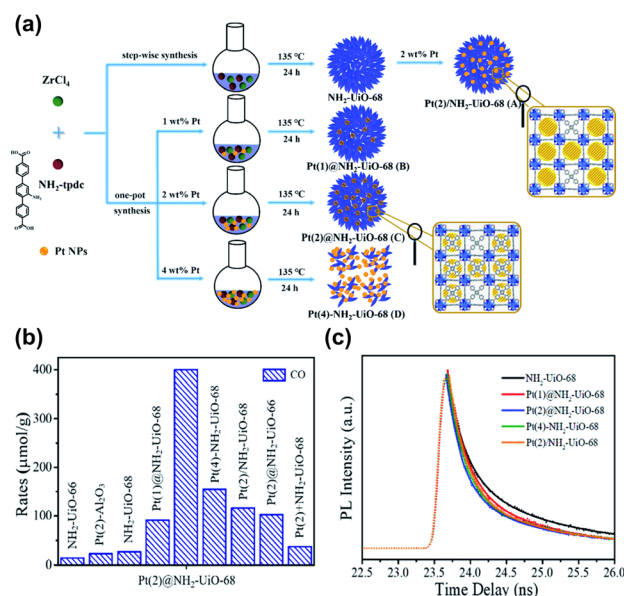 (a)
step-wise synthesis
135 ℃
24 h
NH₂-UiO-68
2 wt% Pt
Pt(2)/NH₂-UiO-68 (A)
ZrCl₄
+
NH₂-tpdc
Pt NPs
one-pot
synthesis
1 wt% Pt
135 ℃
24 h
Pt(1)@NH₂-UiO-68 (B)
2 wt% Pt
135 ℃
24 h
Pt(2)@NH₂-UiO-68 (C)
4 wt% Pt
135 ℃
24 h
Pt(4)-NH₂-UiO-68 (D)
(b)
Rates (μmol/g)
400
300
200
100
0
CO
NH₂-UiO-66
Pt(2)-Al₂O₃
NH₂-UiO-68
Pt(1)@NH₂-UiO-68
Pt(4)-NH₂-UiO-68
Pt(2)/NH₂-UiO-68
Pt(2)@NH₂-UiO-66
Pt(2)+NH₂-UiO-68
Pt(2)@NH₂-UiO-68
(c)
PL Intensity (a.u.)
NH₂-UiO-68
Pt(1)@NH₂-UiO-68
Pt(2)@NH₂-UiO-68
Pt(4)-NH₂-UiO-68
Pt(2)/NH₂-UiO-68
22.5 23.0 23.5 24.0 24.5 25.0 25.5 26.0
Time Delay (ns)